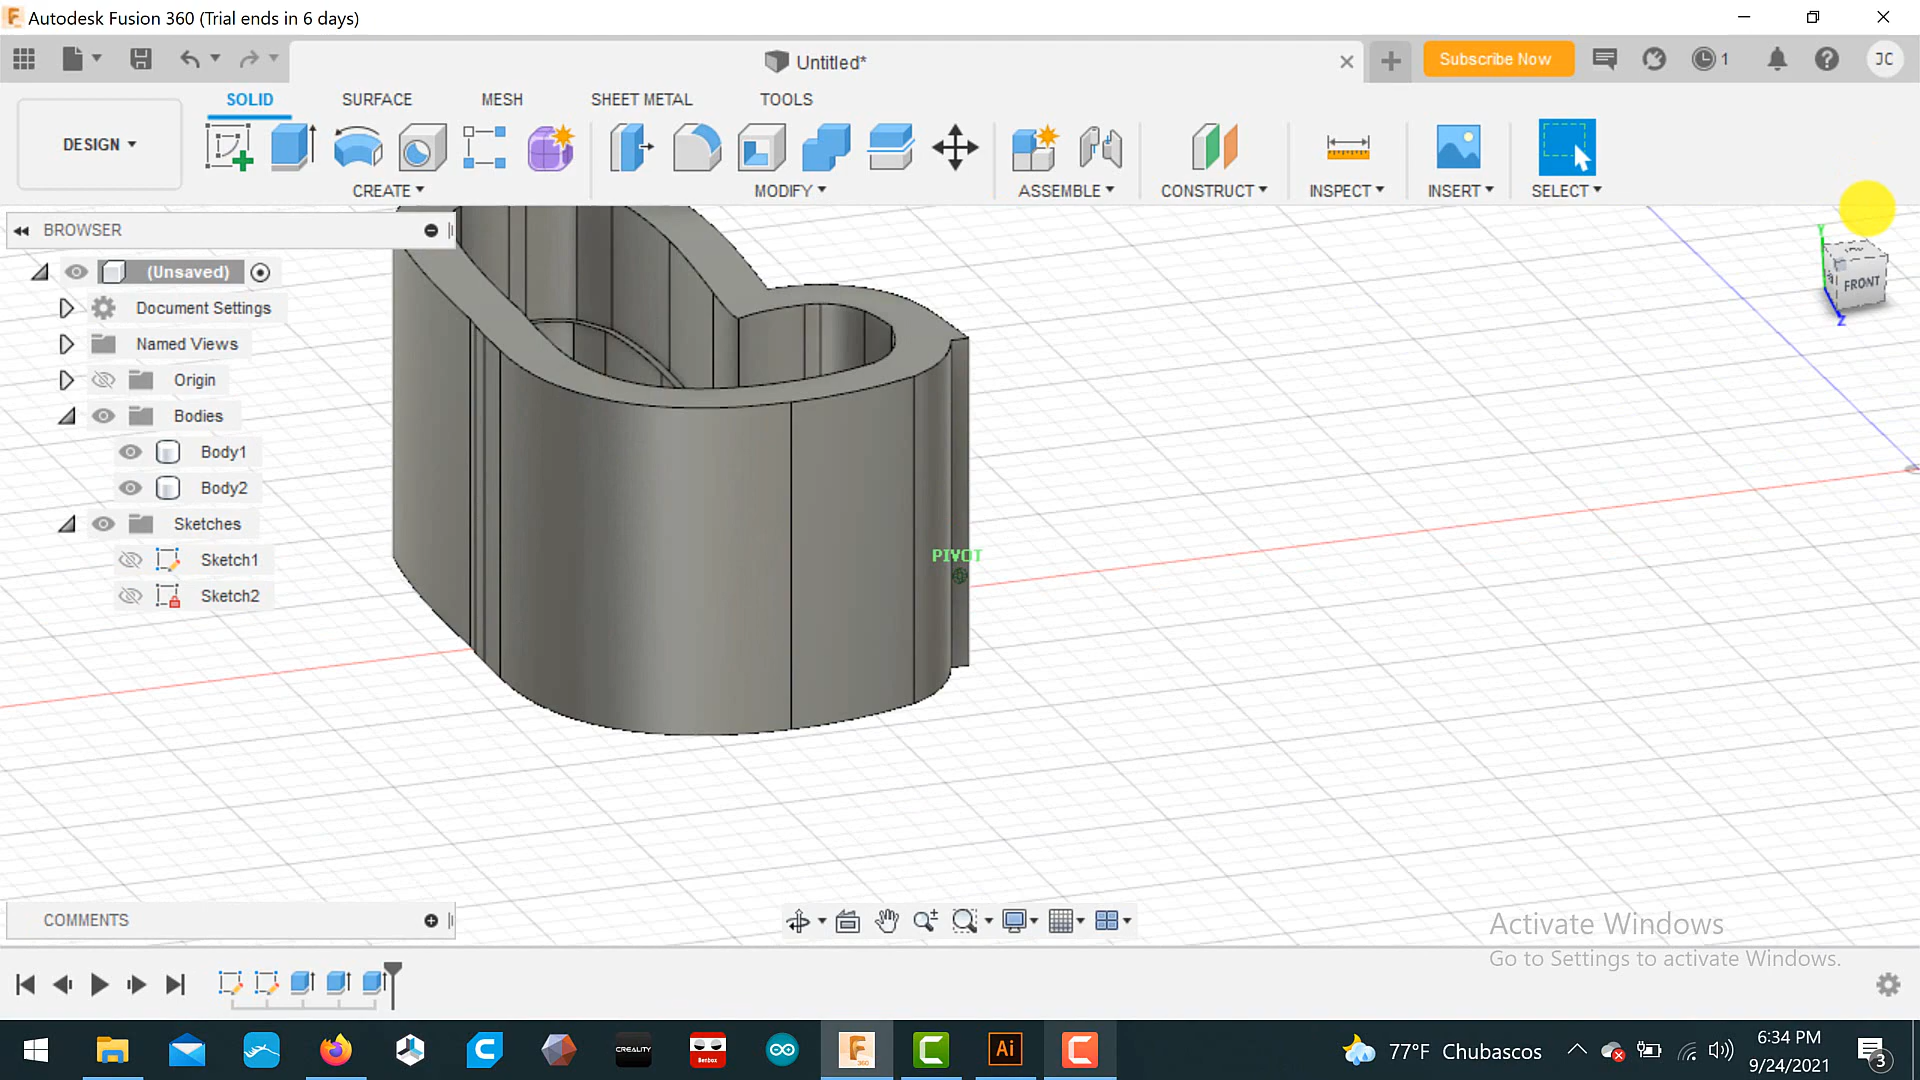 Autodesk Fusion 360 (Trial ends in 6 days)
Untitled*
Subscribe Now
1
JC
DESIGN
SOLID
SURFACE
MESH
SHEET METAL
TOOLS
CREATE
MODIFY
ASSEMBLE
CONSTRUCT
INSPECT
INSERT
SELECT
BROWSER
(Unsaved)
Document Settings
Named Views
Origin
Bodies
Body1
Body2
Sketches
Sketch1
Sketch2
Y
FRONT
Z
PIVOT
COMMENTS
Activate Windows
Go to Settings to activate Windows.
CREALITY
Benbox
F
360
Ai
77°F Chubascos
6:34 PM
9/24/2021
3